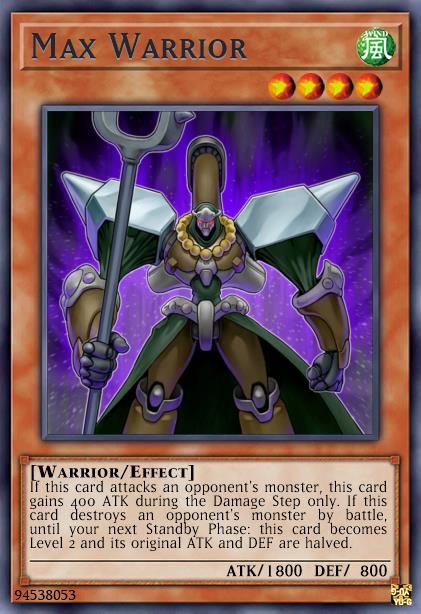 Max Warrior
WIND
風
[Warrior/Effect]
If this card attacks an opponent's monster, this card
gains 400 ATK during the Damage Step only. If this
card destroys an opponent's monster by battle,
until your next Standby Phase: this card becomes
Level 2 and its original ATK and DEF are halved.
ATK/1800 DEF/ 800
94538053